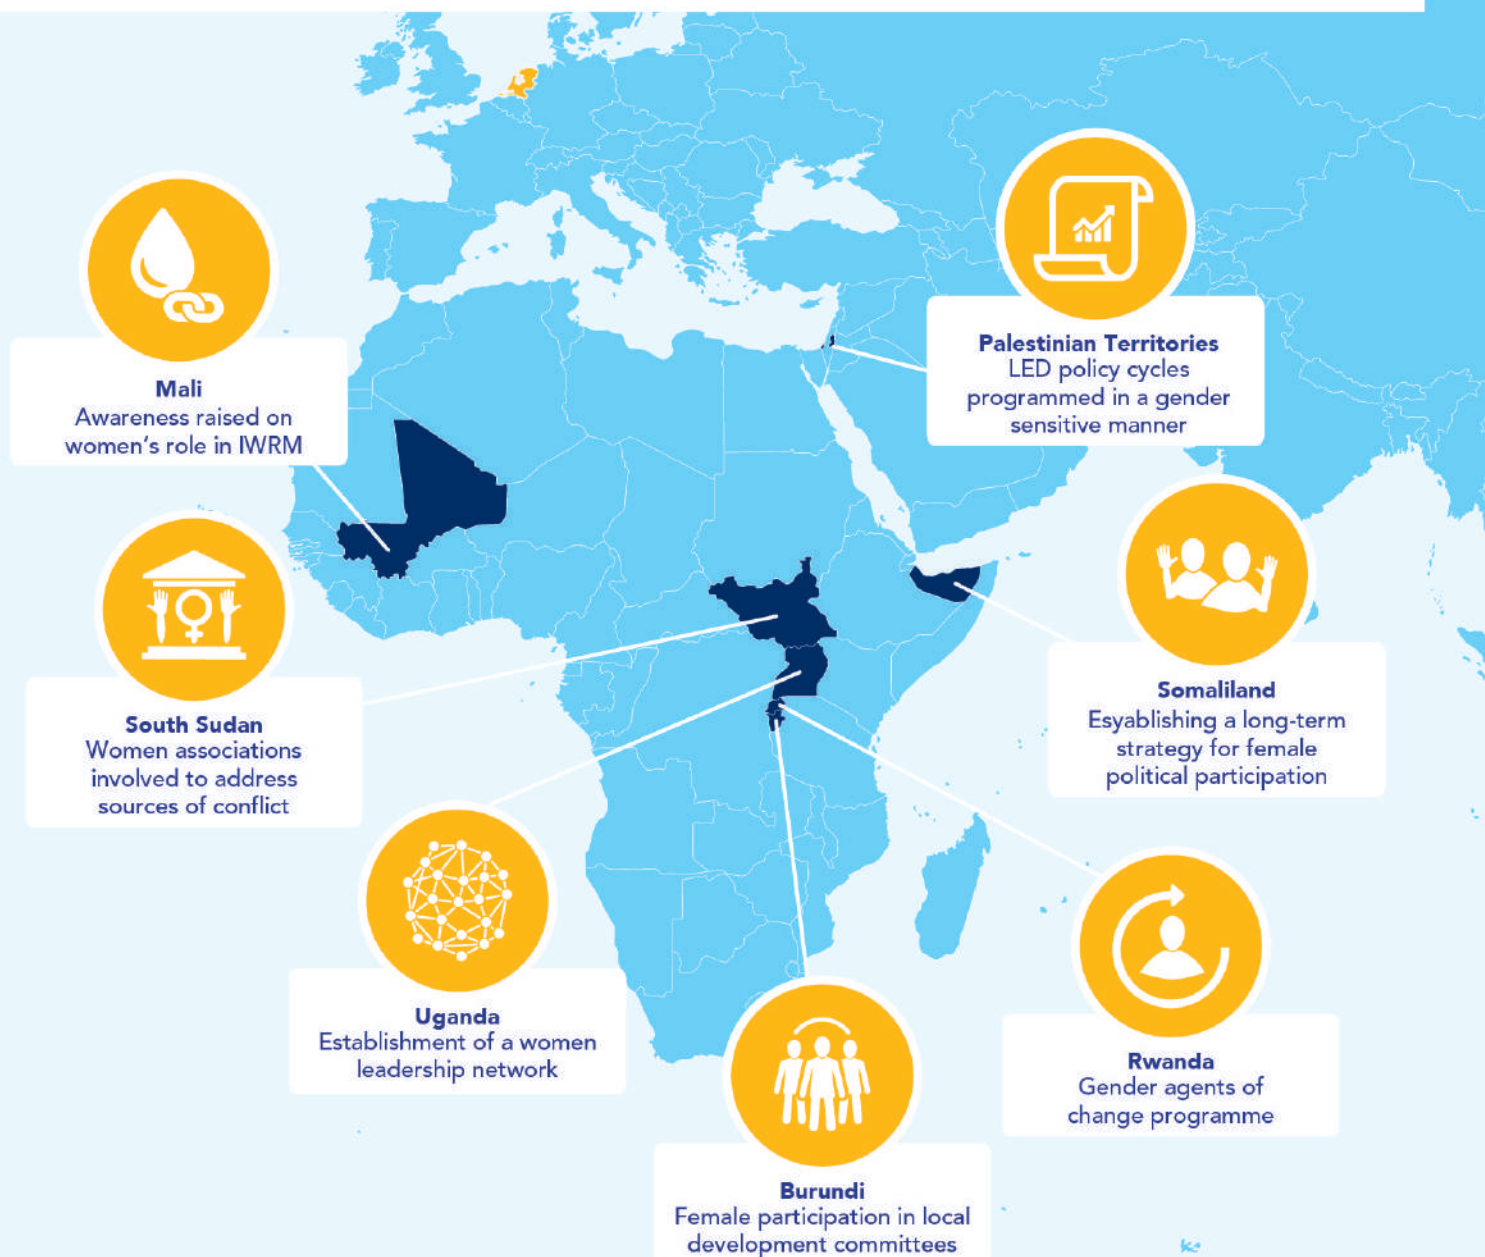 Mali
Awareness raised on
women's role in IWRM
Palestinian Territories
LED policy cycles
programmed in a gender
sensitive manner
South Sudan
Women associations
involved to address
sources of conflict
Somaliland
Esyablishing a long-term
strategy for female
political participation
Uganda
Establishment of a women
leadership network
Rwanda
Gender agents of
change programme
Burundi
Female participation in local
development committees